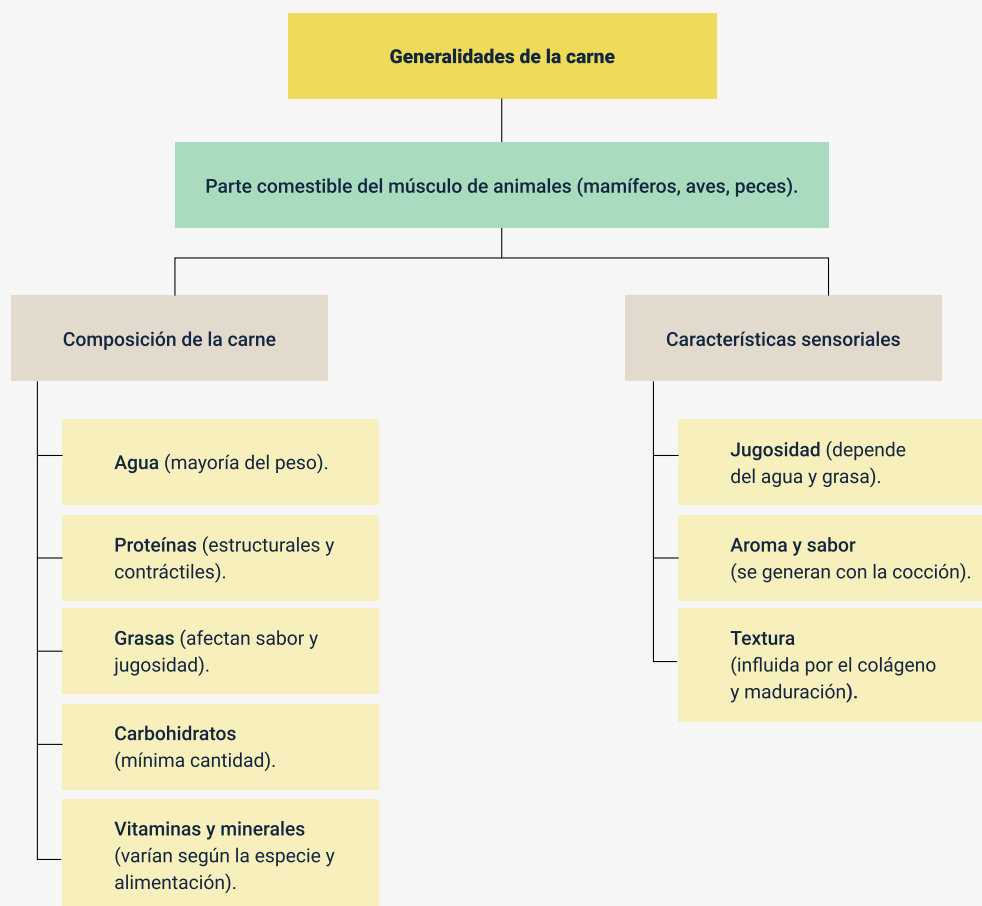 Generalidades de la carne
Parte comestible del músculo de animales (mamíferos, aves, peces).
Composición de la carne
Agua (mayoría del peso).
Proteínas (estructurales y
contráctiles).
Grasas (afectan sabor y
jugosidad).
Carbohidratos
(mínima cantidad).
Vitaminas y minerales
(varían según la especie y
alimentación).
Características sensoriales
Jugosidad (depende
del agua y grasa).
Aroma y sabor
(se generan con la cocción).
Textura
(influida por el colágeno
y maduración).